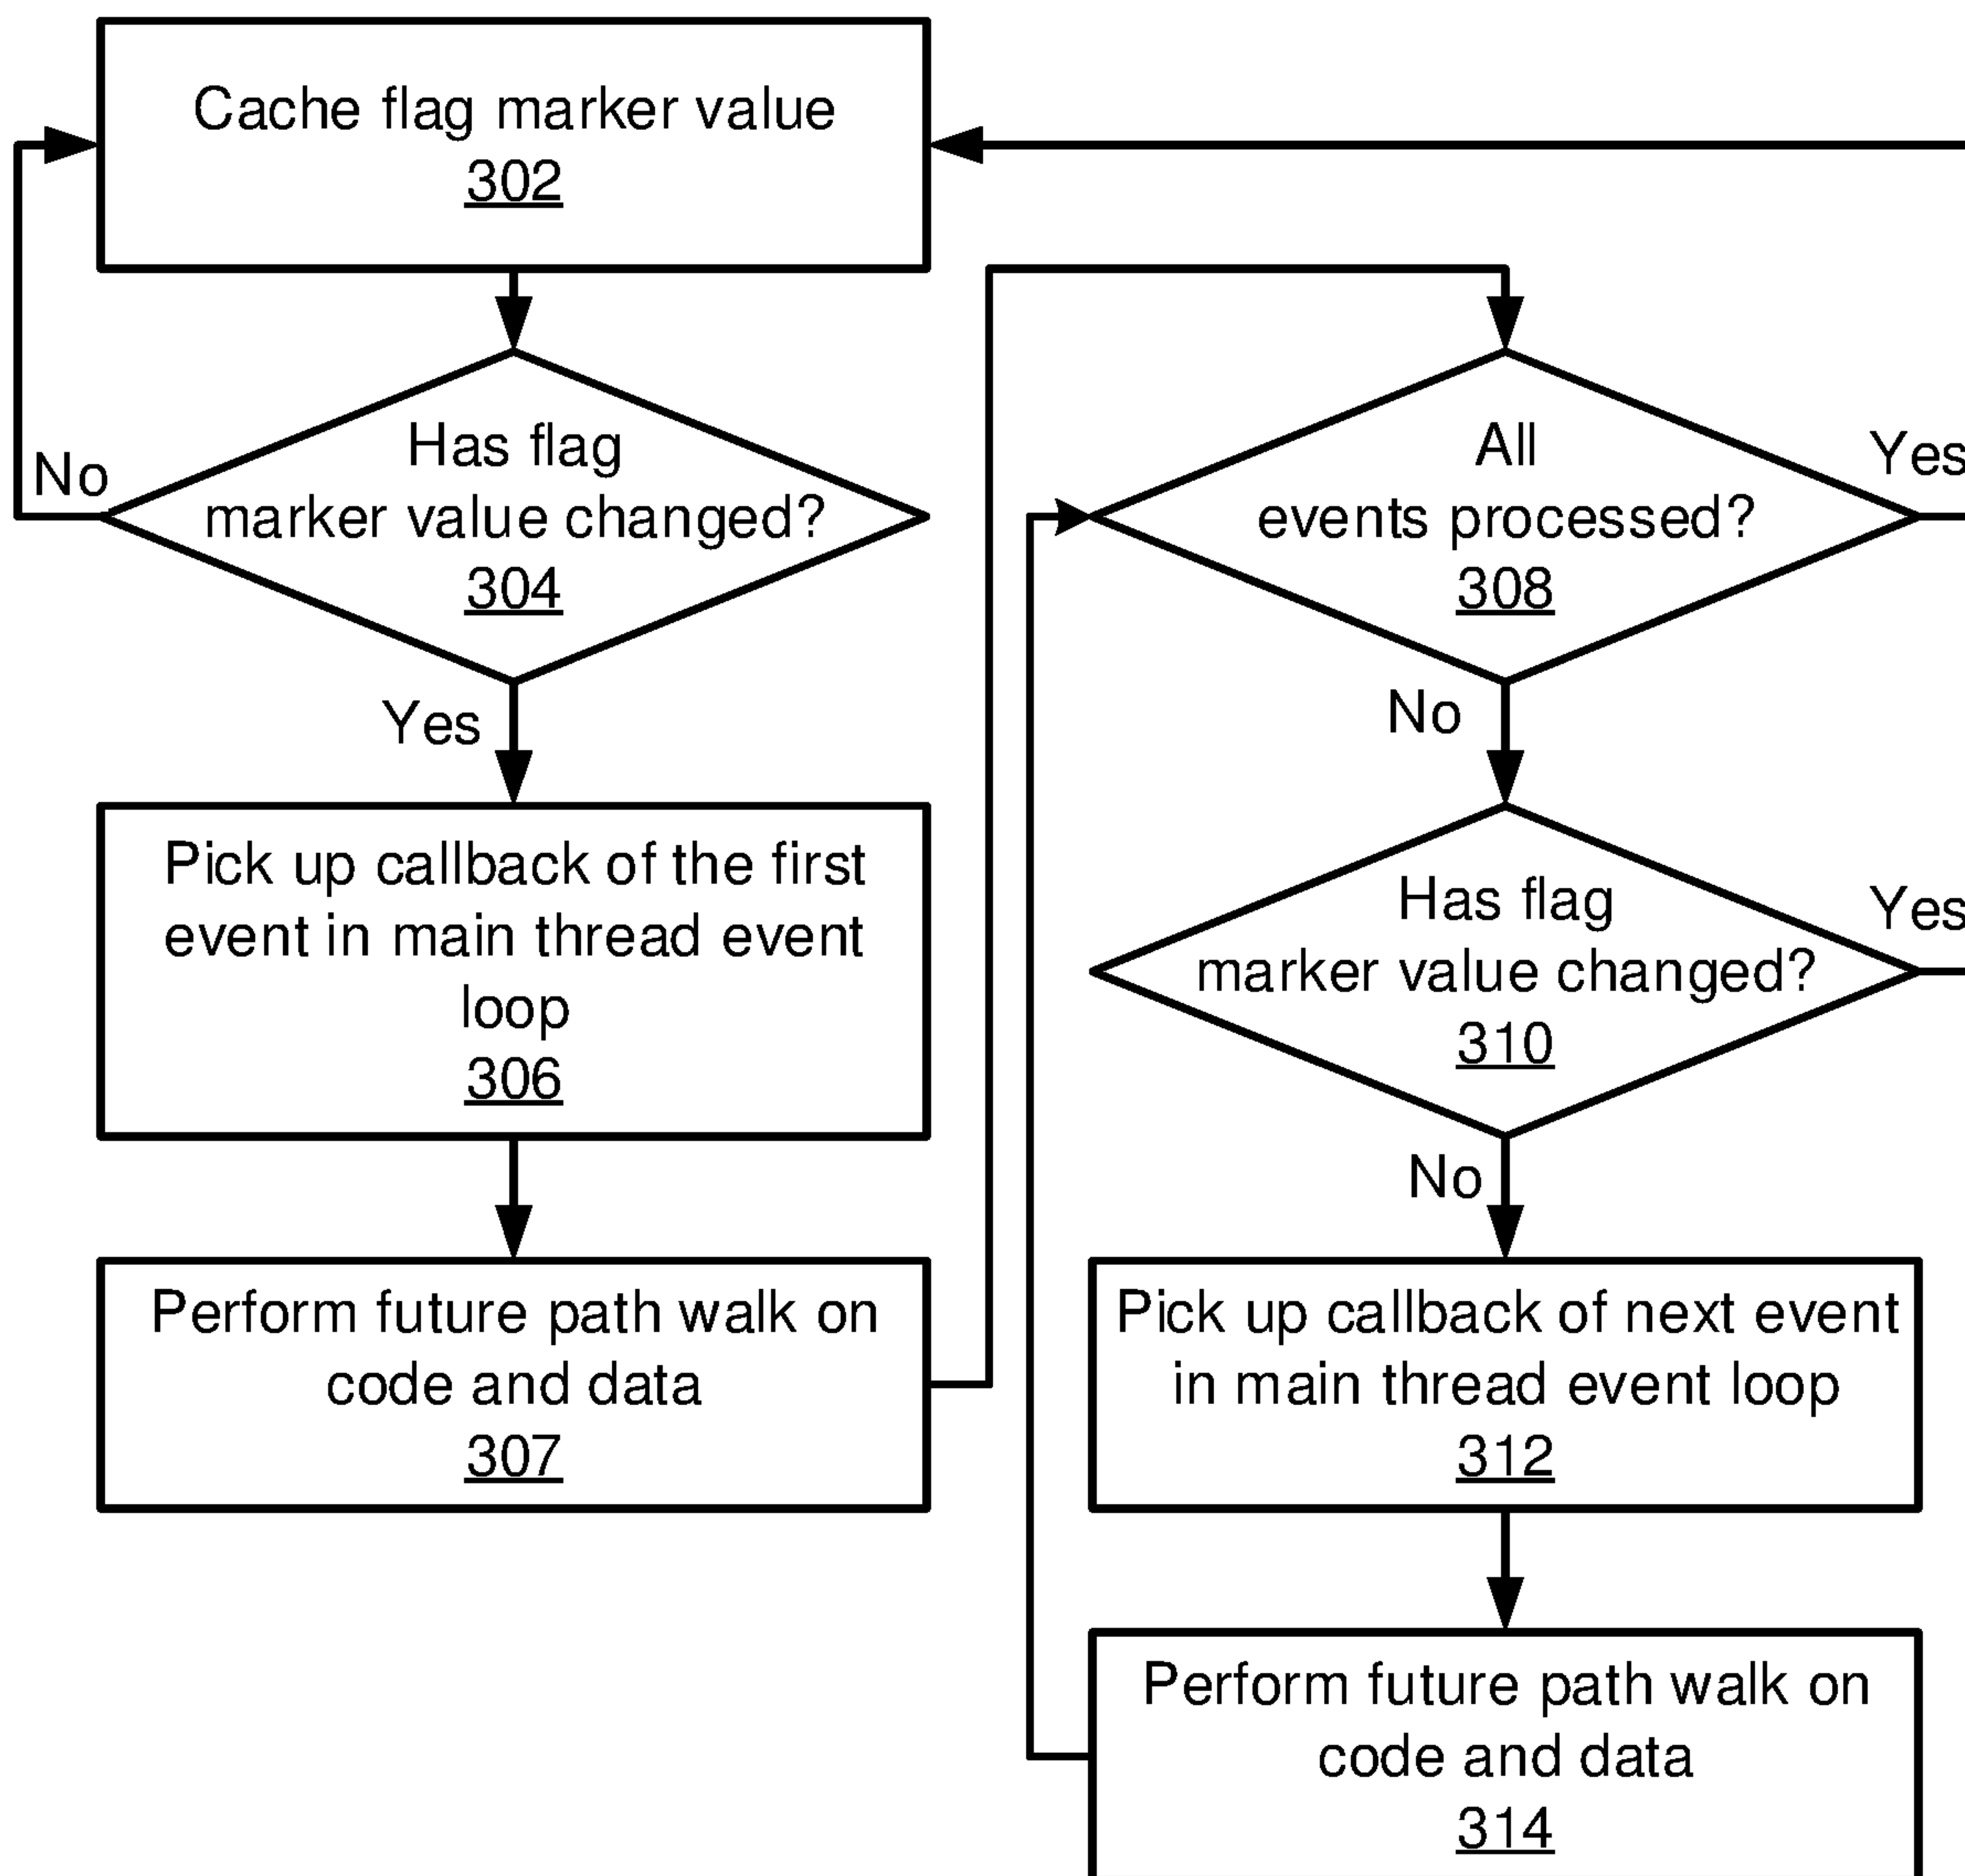 Cache flag marker value
302
Has flag
marker value changed?
304
No
Yes
Pick up callback of the first
event in main thread event
loop
306
Perform future path walk on
code and data
307
All
events processed?
308
Yes
No
Has flag
marker value changed?
310
Yes
No
Pick up callback of next event
in main thread event loop
312
Perform future path walk on
code and data
314